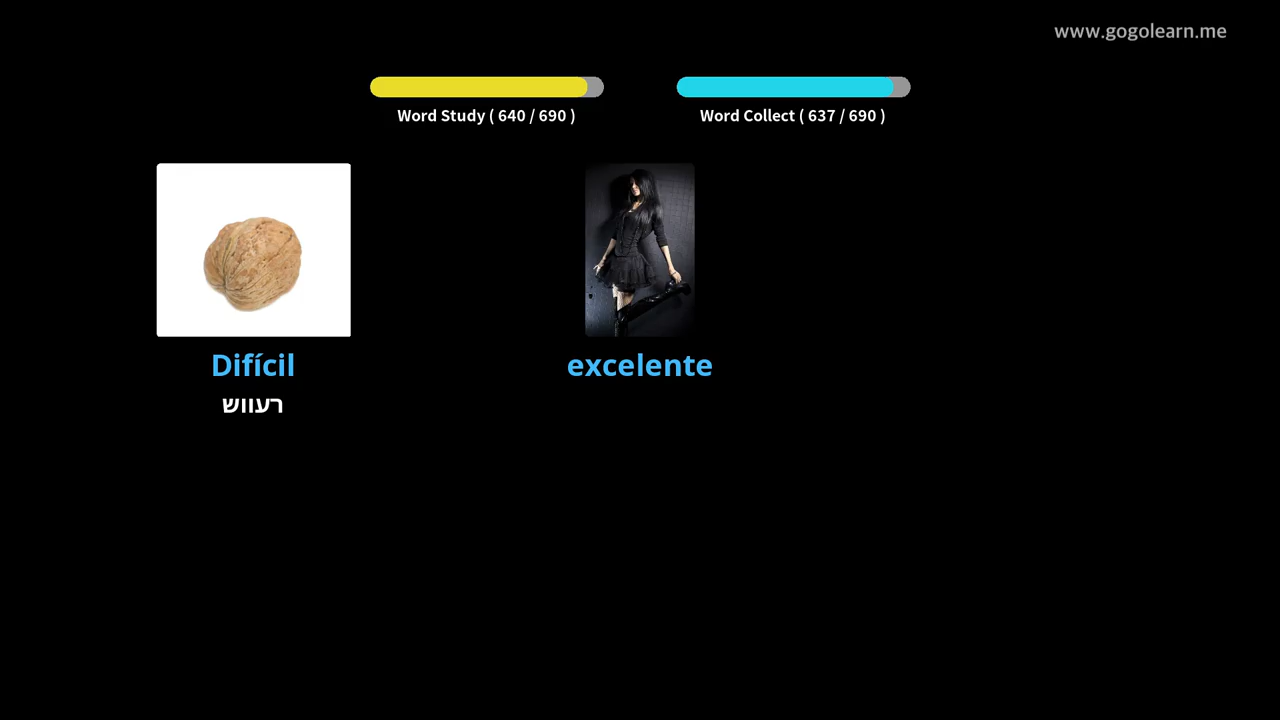 www.gogolearn.me
Word Study ( 640 / 690 )
Word Collect ( 637 / 690 )
Difícil
רעווש
excelente